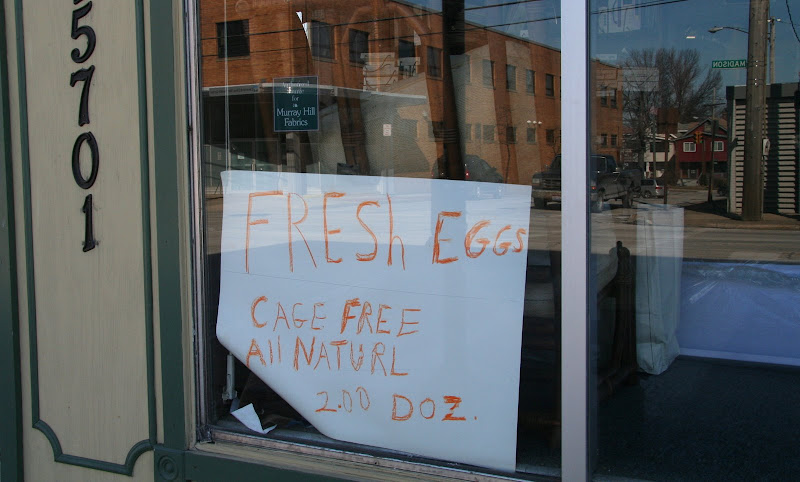 5701
Murray Hill
Fabrics
MADISON
FRESh EGGS
CAGE FREE
All NATURL
2.00 DOZ.